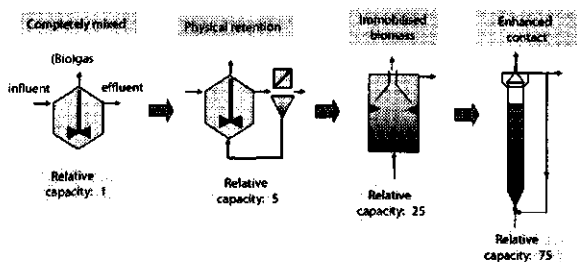 Completely mixed
Physical retention
Immobilised
biomass
Enhanced
contact
(Biolgas
influent
effluent
Relative
capacity: 1
Relative
capacity: 5
Relative
capacity: 25
Relative
capacity: 75